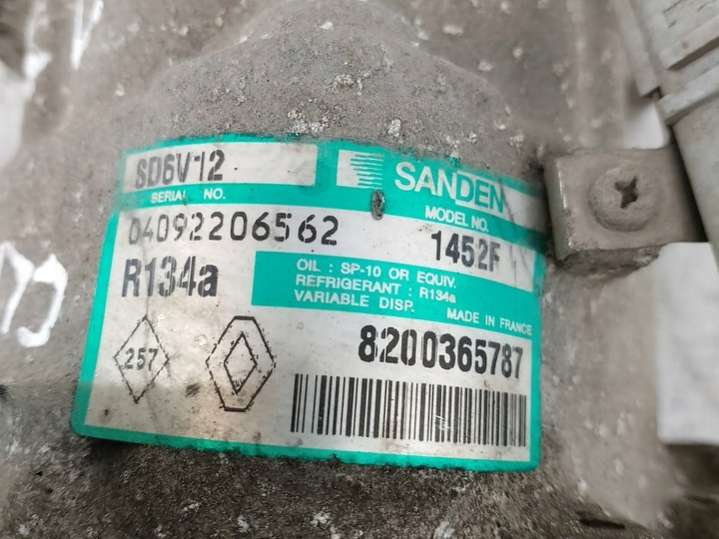 SD6V12
SANDEN
SERIAL NO.
MODEL NO.
04092206562
1452F
R134a
OIL : SP-10 OR EQUIV.
REFRIGERANT : R134a
VARIABLE DISP.
MADE IN FRANCE
257
8200365787